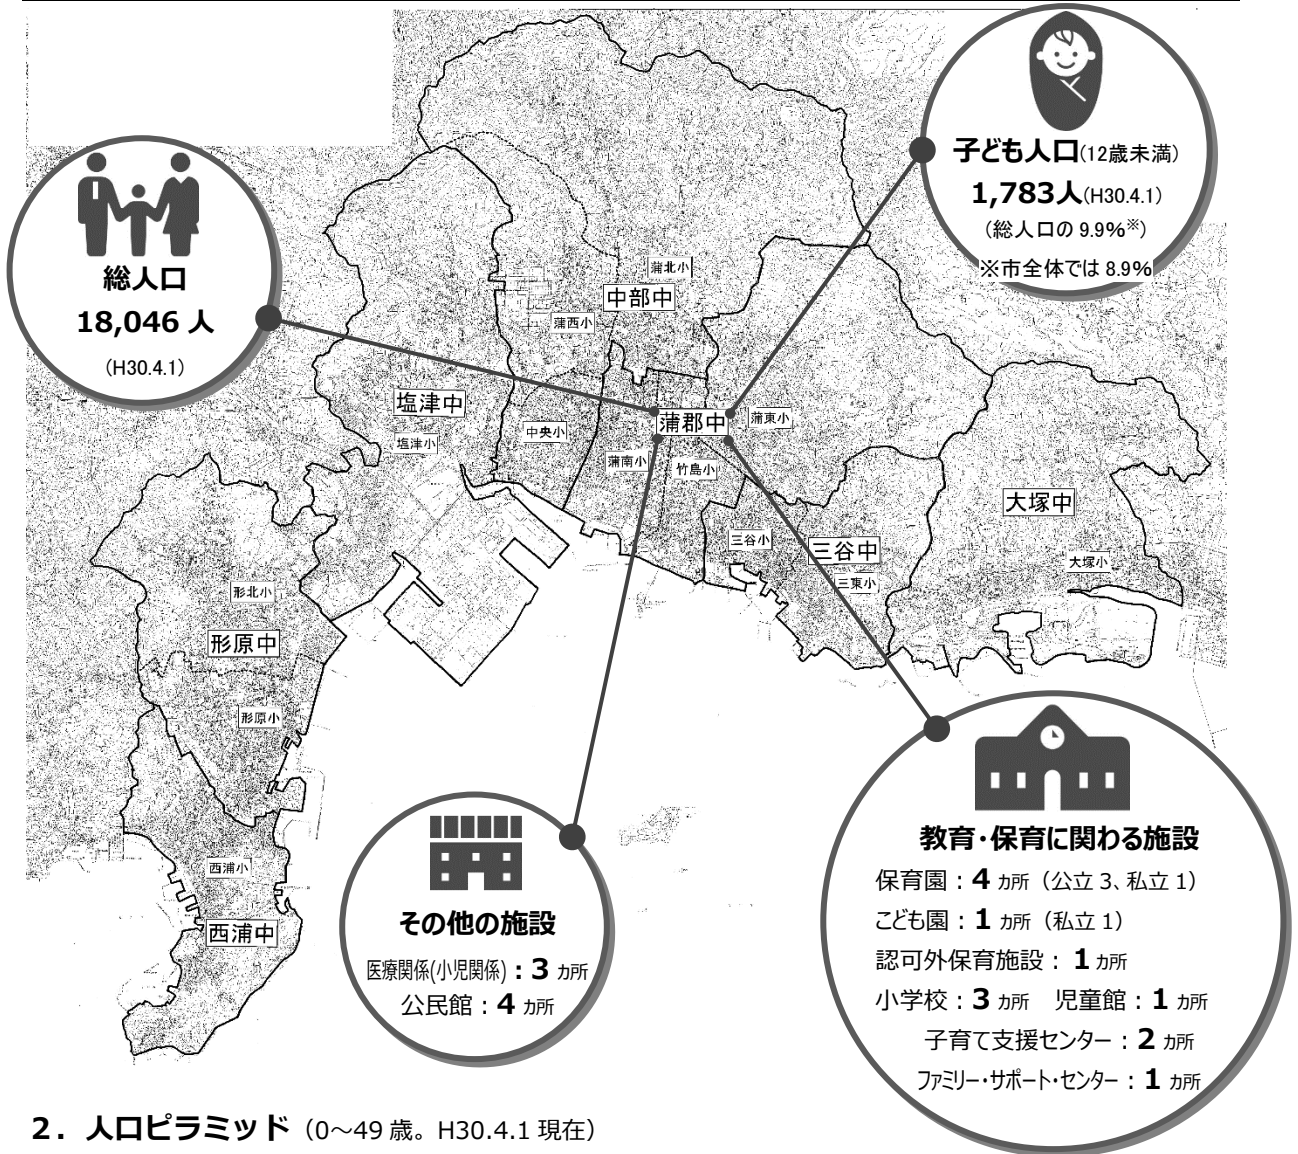 子ども人口(12歳未満)
1,783人(H30.4.1)
(総人口の 9.9%※)
※市全体では 8.9%
総人口
18,046 人
(H30.4.1)
蒲北小
中部中
蒲西小
塩津中
塩津小
中央小
蒲郡中
蒲東小
蒲南小
竹島小
大塚中
三谷小
三谷中
大塚小
三東小
形北小
形原中
形原小
西浦小
西浦中
その他の施設
医療関係(小児関係)：3 カ所
公民館：4 カ所
教育・保育に関わる施設
保育園：4 カ所（公立 3、私立 1）
こども園：1 カ所（私立 1）
認可外保育施設：1 カ所
小学校：3 カ所　児童館：1 カ所
子育て支援センター：2 カ所
ファミリー・サポート・センター：1 カ所
２．人口ピラミッド（0～49 歳。H30.4.1 現在）